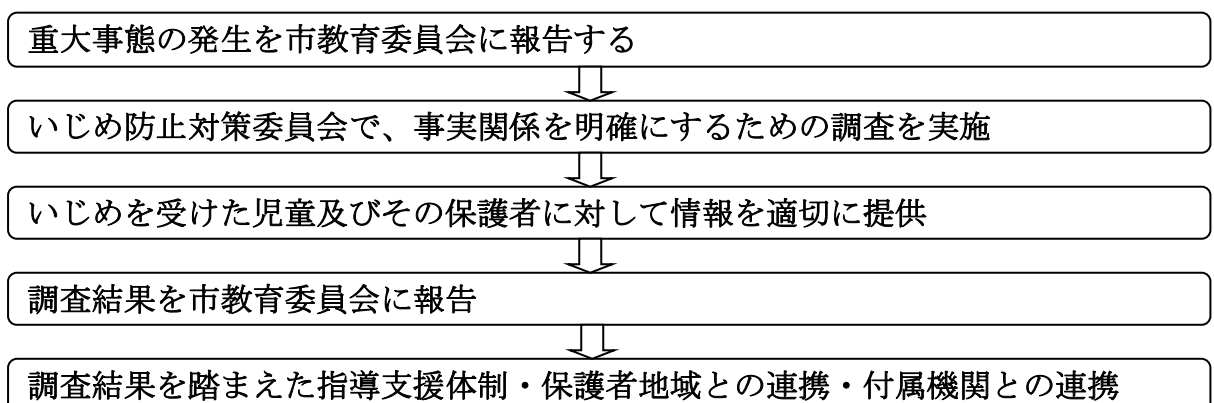 重大事態の発生を市教育委員会に報告する
いじめ防止対策委員会で、事実関係を明確にするための調査を実施
いじめを受けた児童及びその保護者に対して情報を適切に提供
調査結果を市教育委員会に報告
調査結果を踏まえた指導支援体制・保護者地域との連携・付属機関との連携